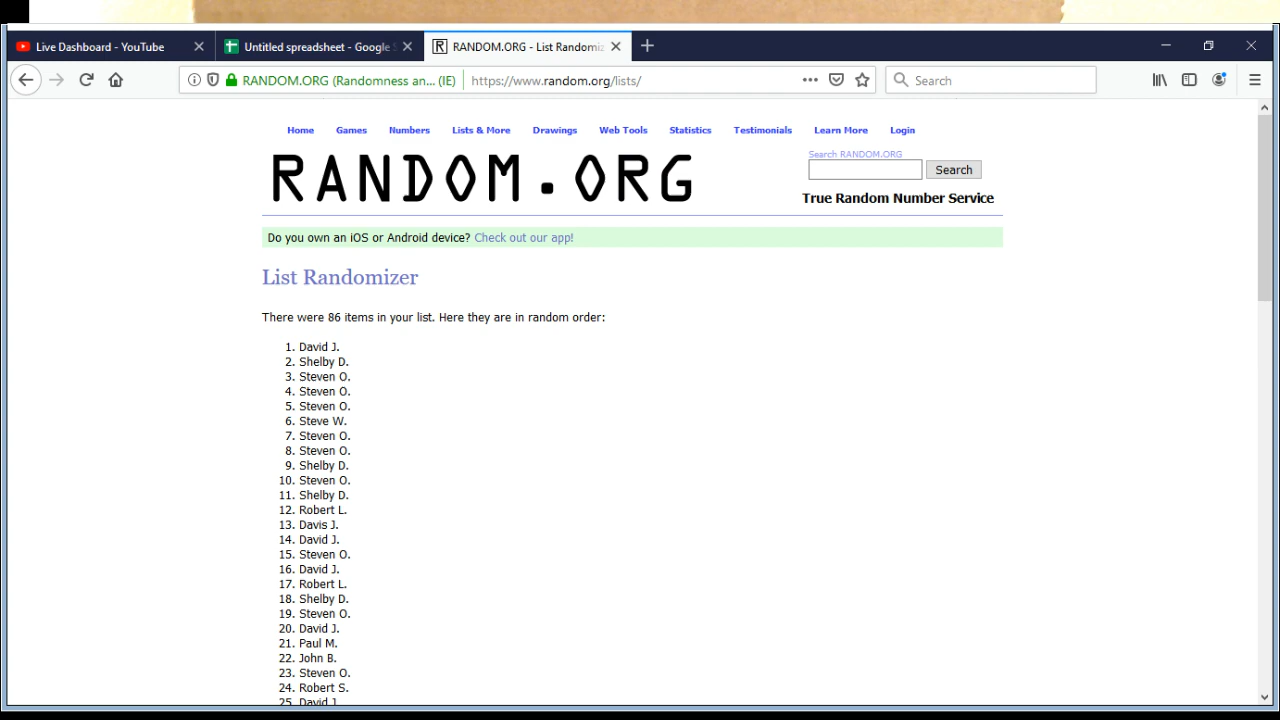 Live Dashboard - YouTube
Untitled spreadsheet - Google S
RANDOM.ORG - List Randomiz
RANDOM.ORG (Randomness an... (IE)
https://www.random.org/lists/
Search
Home Games Numbers Lists & More Drawings Web Tools Statistics Testimonials Learn More Login
RANDOM.ORG
Search RANDOM.ORG
Search
True Random Number Service
Do you own an iOS or Android device? Check out our app!
List Randomizer
There were 86 items in your list. Here they are in random order:
1. David J.
2. Shelby D.
3. Steven O.
4. Steven O.
5. Steven O.
6. Steve W.
7. Steven O.
8. Steven O.
9. Shelby D.
10. Steven O.
11. Shelby D.
12. Robert L.
13. Davis J.
14. David J.
15. Steven O.
16. David J.
17. Robert L.
18. Shelby D.
19. Steven O.
20. David J.
21. Paul M.
22. John B.
23. Steven O.
24. Robert S.
25. David J.